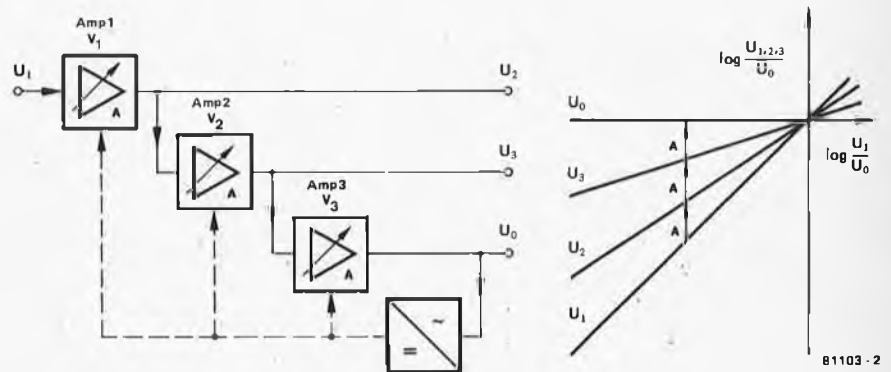 Amp1
V1
U1
A
U2
Amp2
V2
A
U3
Amp3
V3
A
U0
~
=
log U1,2,3
U0
U0
log U1
U0
U3
U2
U1
A
A
A
81103 - 2